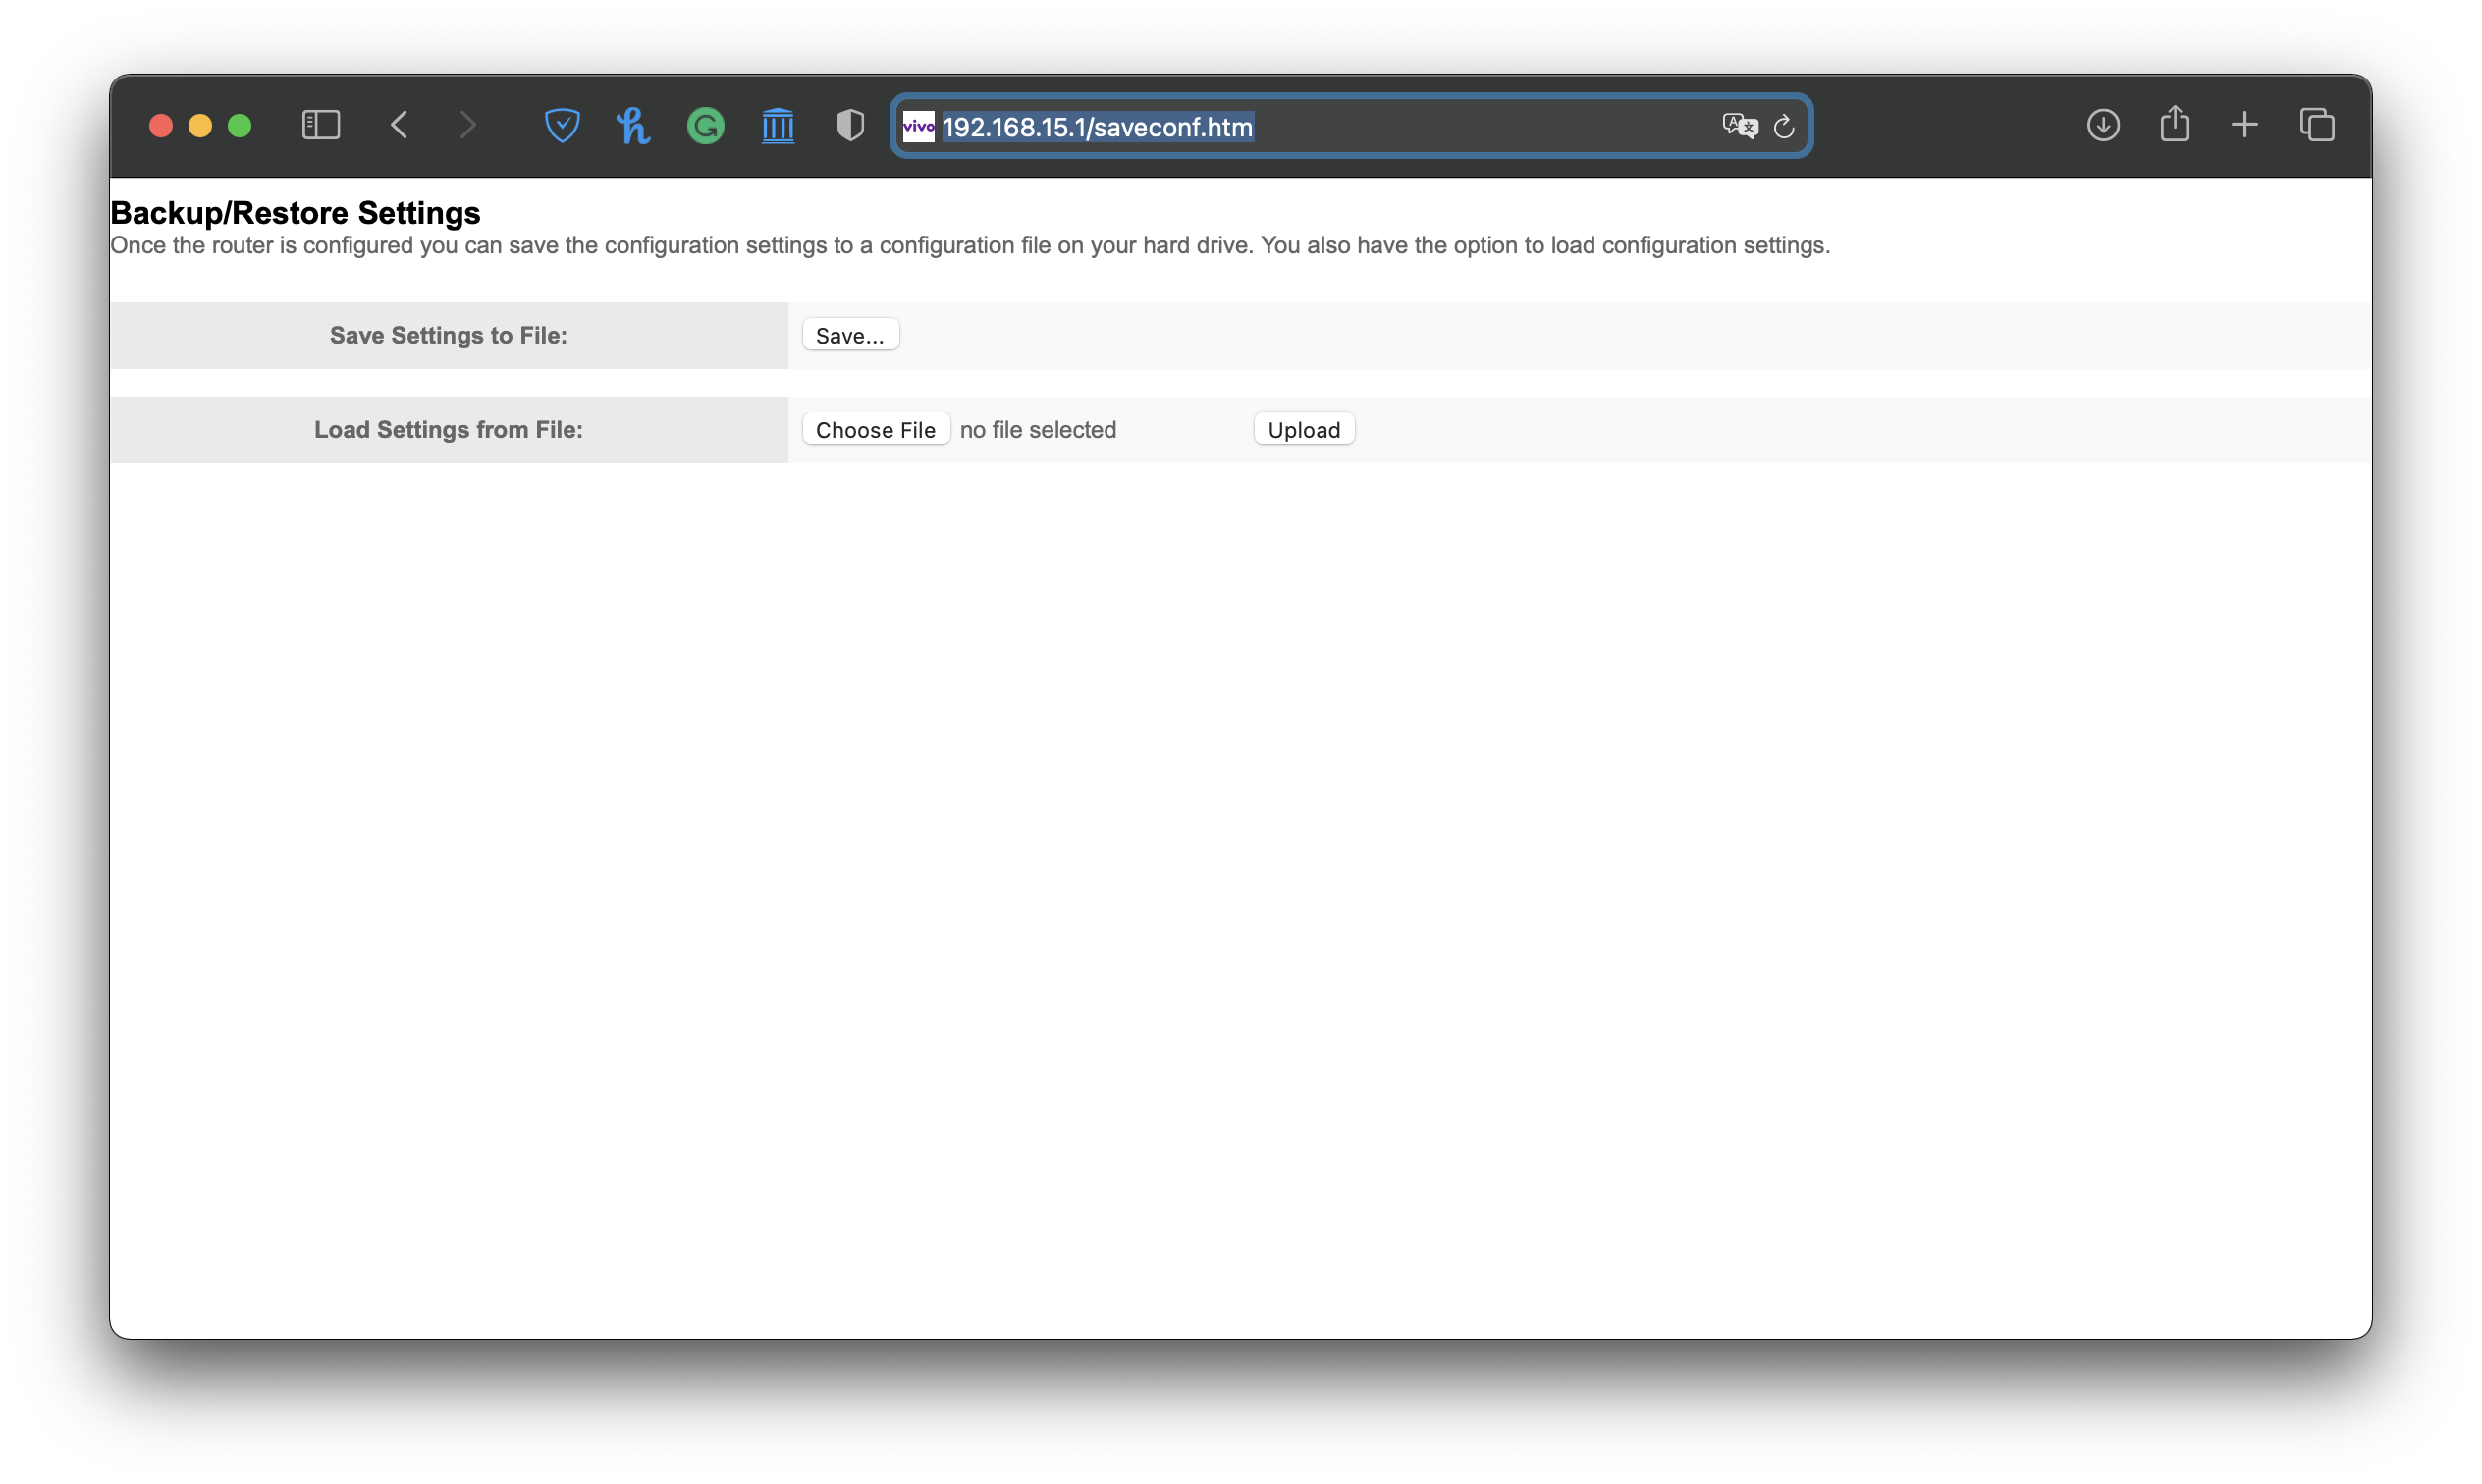 vivo 192.168.15.1/saveconf.htm
Backup/Restore Settings
Once the router is configured you can save the configuration settings to a configuration file on your hard drive. You also have the option to load configuration settings.
Save Settings to File: Save...
Load Settings from File: Choose File no file selected Upload